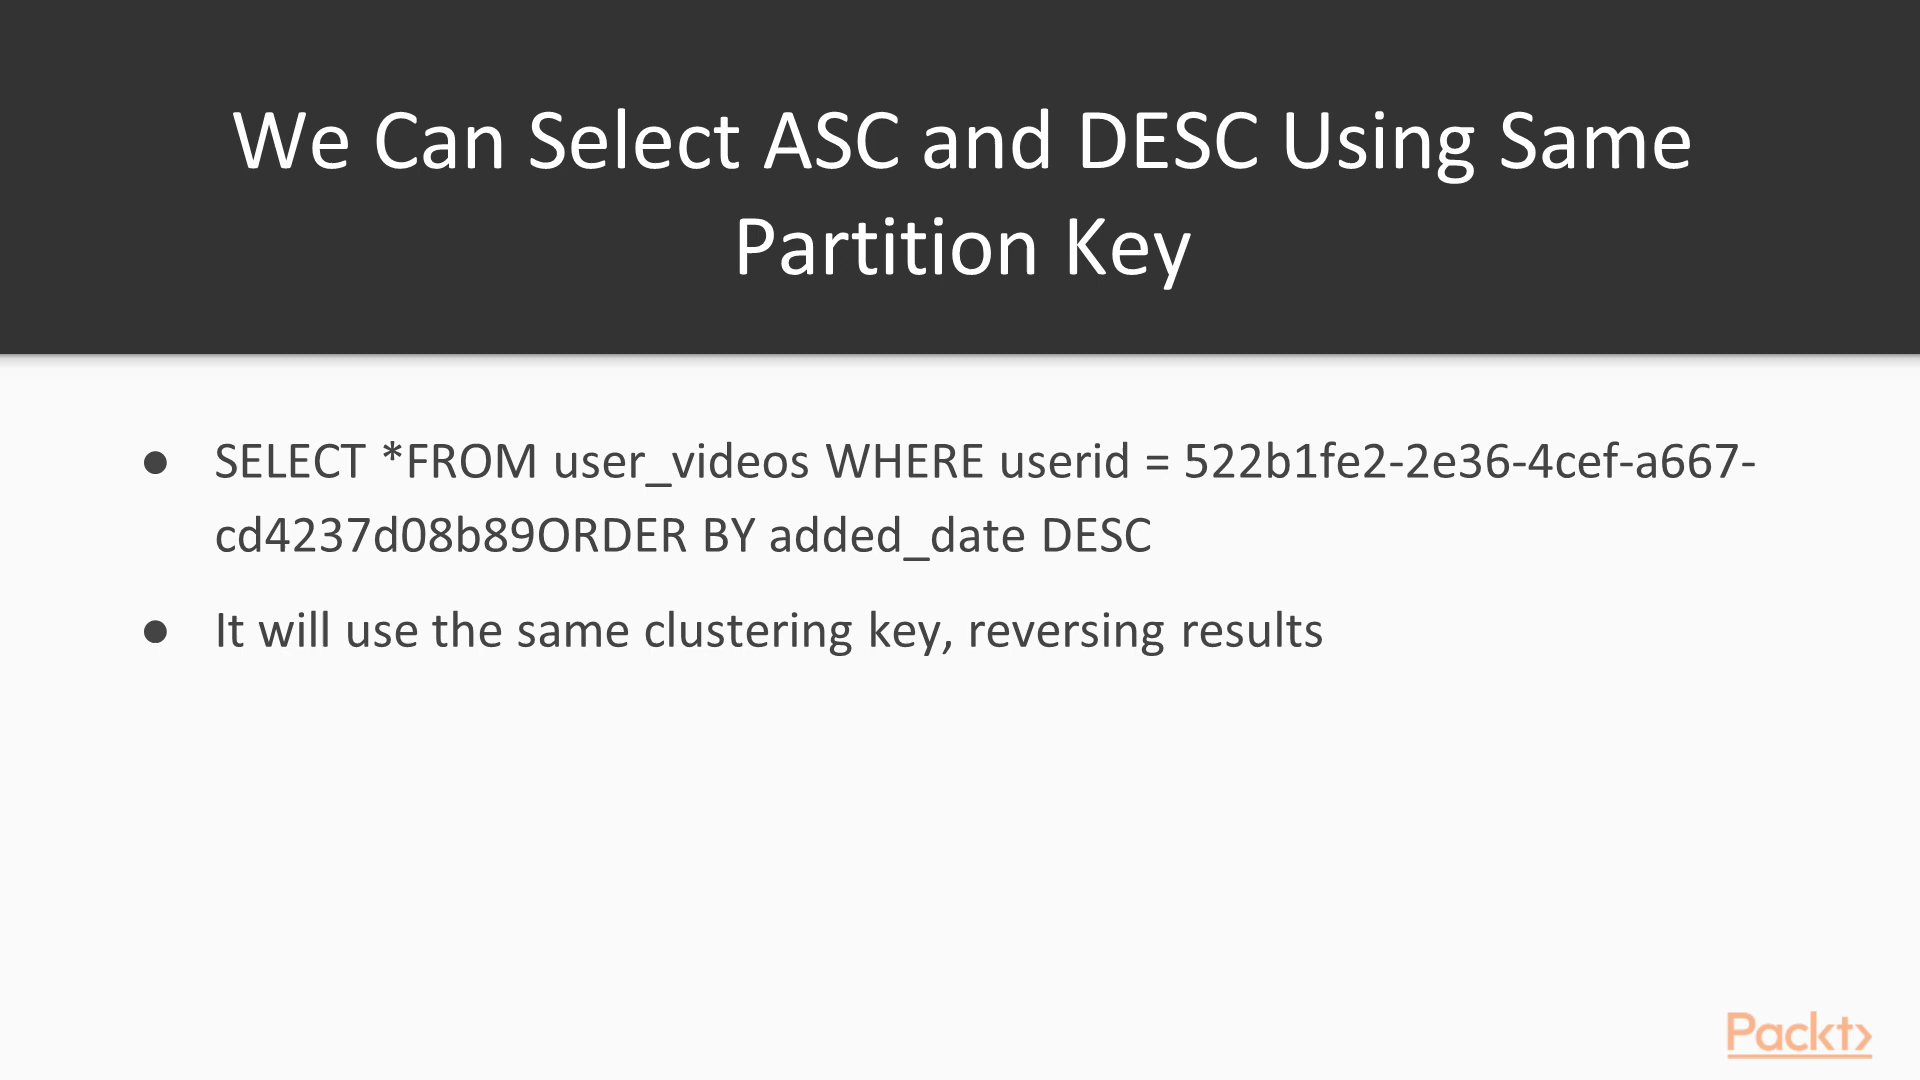 We Can Select ASC and DESC Using Same
Partition Key
● SELECT *FROM user_videos WHERE userid = 522b1fe2-2e36-4cef-a667-
cd4237d08b89ORDER BY added_date DESC
● It will use the same clustering key, reversing results
Packt>